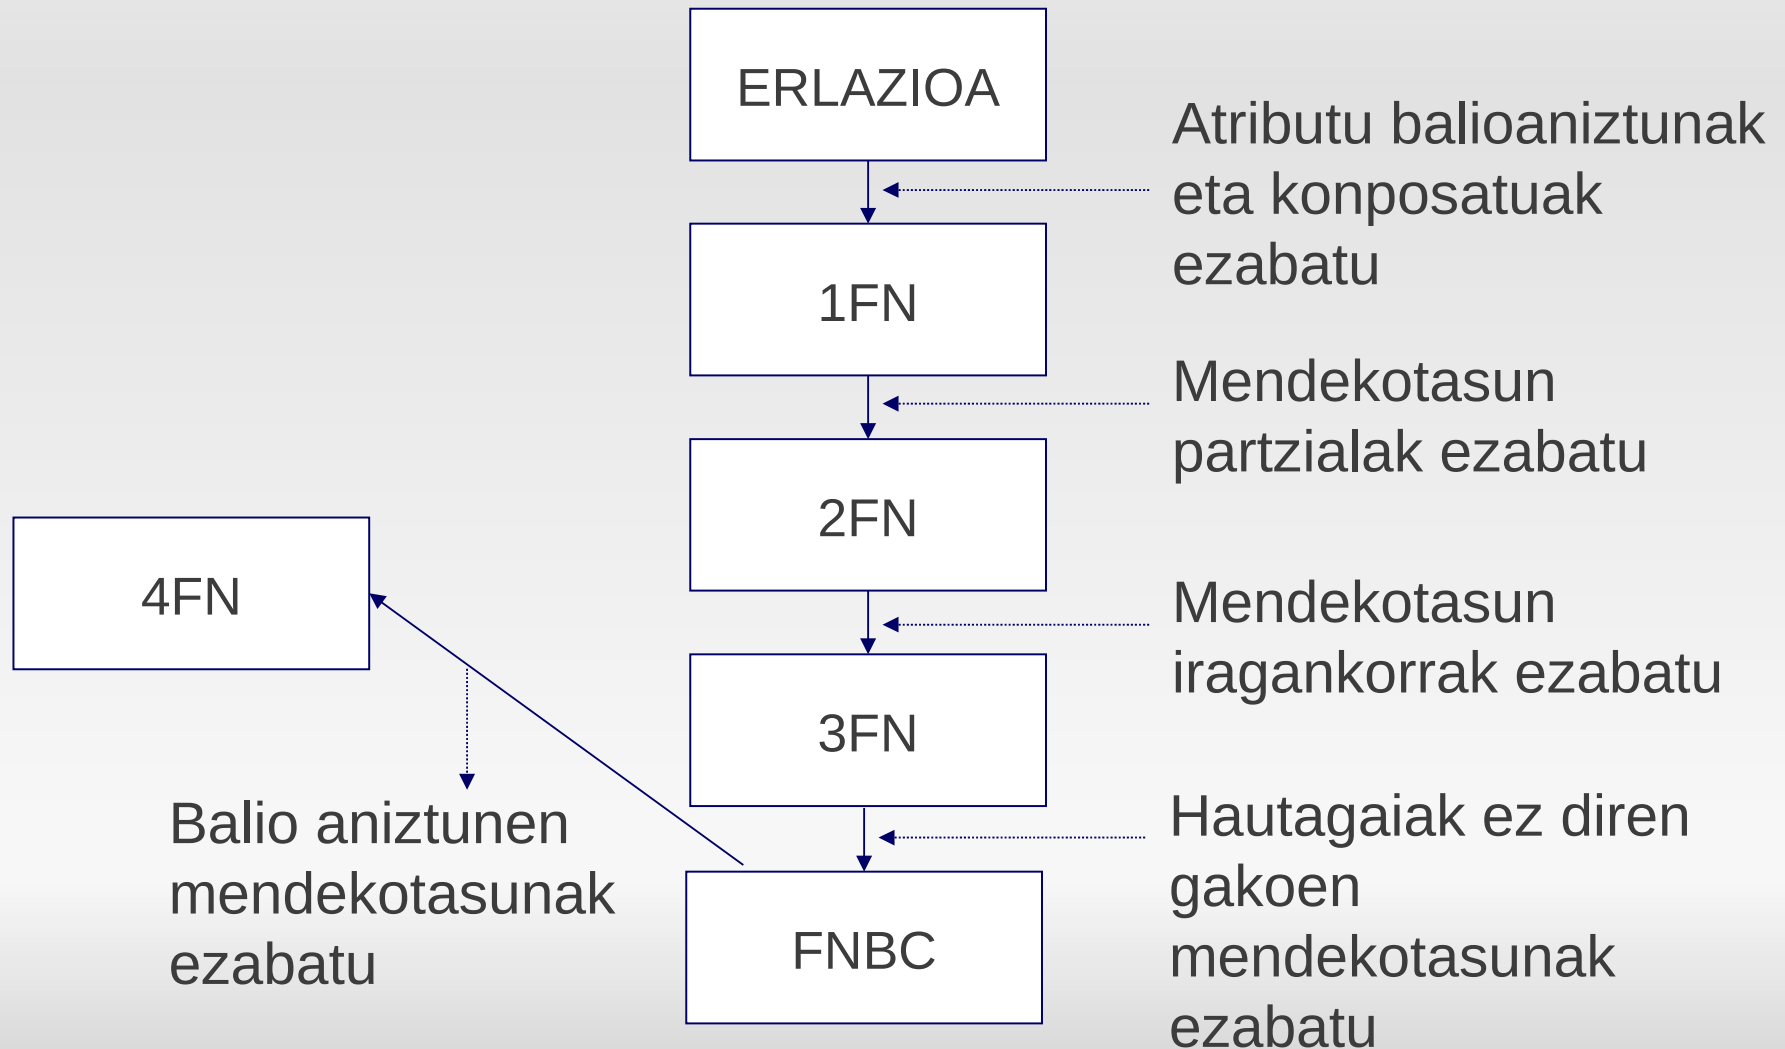 ERLAZIOA
Atributu balioaniztunak
eta konposatuak
ezabatu
1FN
Mendekotasun
partzialak ezabatu
2FN
Mendekotasun
iragankorrak ezabatu
3FN
Hautagaiak ez diren
gakoen
mendekotasunak
ezabatu
FNBC
4FN
Balio aniztunen
mendekotasunak
ezabatu